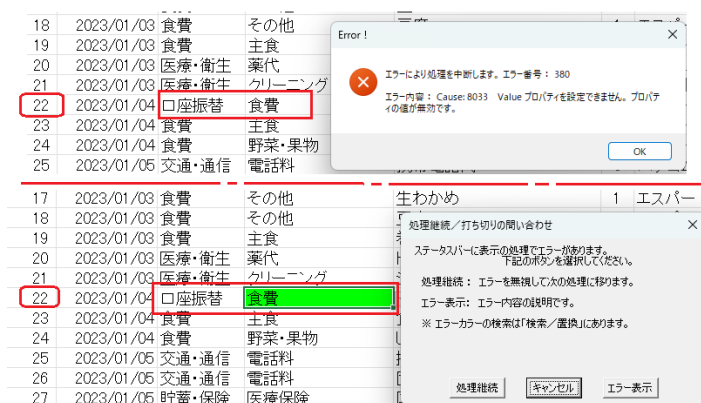 18 2023/01/03 食費 その他
19 2023/01/03 食費 主食
20 2023/01/03 医療・衛生 薬代
21 2023/01/03 医療・衛生 クリーニング
22 2023/01/04 口座振替 食費
23 2023/01/04 食費 主食
24 2023/01/04 食費 野菜・果物
25 2023/01/05 交通・通信 電話料
Error !
エラーにより処理を中断します。エラー番号： 380
エラー内容： Cause: 8033 Value プロパティを設定できません。プロパテ
ィの値が無効です。
OK
17 2023/01/03 食費 その他 生わかめ 1 エスパー
18 2023/01/03 食費 その他
19 2023/01/03 食費 主食
20 2023/01/03 医療・衛生 薬代
21 2023/01/03 医療・衛生 クリーニング
22 2023/01/04 口座振替 食費
23 2023/01/04 食費 主食
24 2023/01/04 食費 野菜・果物
25 2023/01/05 交通・通信 電話料
26 2023/01/05 交通・通信 電話料
27 2023/01/05 貯蓄・保険 医療保険
処理継続／打ち切りの問い合わせ
ステータスバーに表示の処理でエラーがあります。
下記のボタンを選択してください。
処理継続： エラーを無視して次の処理に移ります。
エラー表示： エラー内容の説明です。
※ エラーカラーの検索は「検索／置換」にあります。
処理継続 キャンセル エラー表示